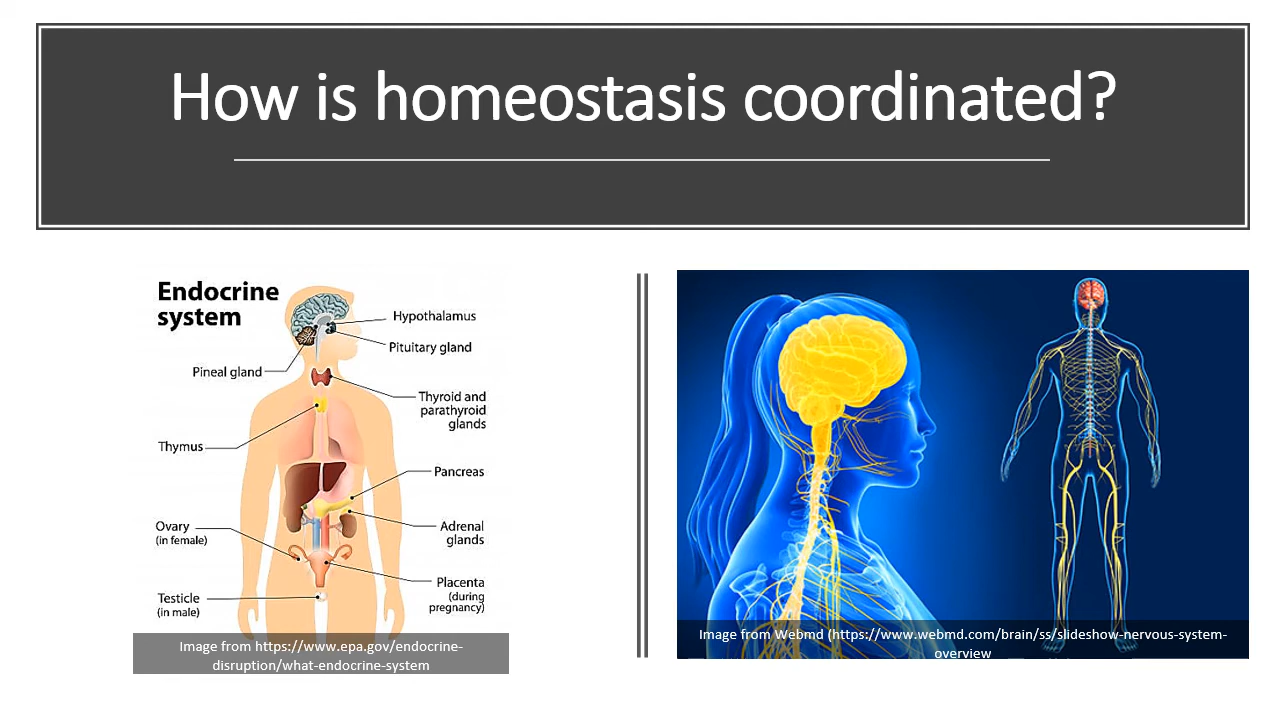 How is homeostasis coordinated?
Endocrine
system
Hypothalamus
Pituitary gland
Pineal gland
Thyroid and
parathyroid
glands
Thymus
Pancreas
Ovary
(in female)
Adrenal
glands
Placenta
(during
pregnancy)
Testicle
(in male)
Image from https://www.epa.gov/endocrine-
disruption/what-endocrine-system
Image from Webmd (https://www.webmd.com/brain/ss/slideshow-nervous-system-
overview